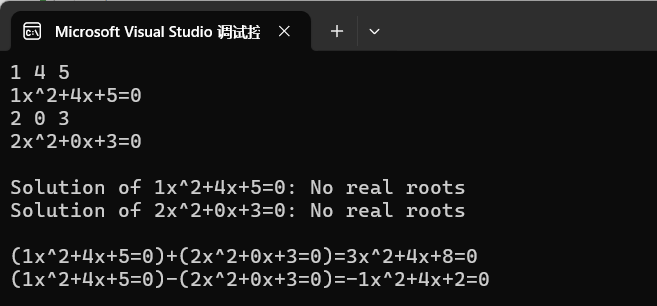 Microsoft Visual Studio 调试控
1 4 5
1x^2+4x+5=0
2 0 3
2x^2+0x+3=0
Solution of 1x^2+4x+5=0: No real roots
Solution of 2x^2+0x+3=0: No real roots
(1x^2+4x+5=0)+(2x^2+0x+3=0)=3x^2+4x+8=0
(1x^2+4x+5=0)-(2x^2+0x+3=0)=-1x^2+4x+2=0